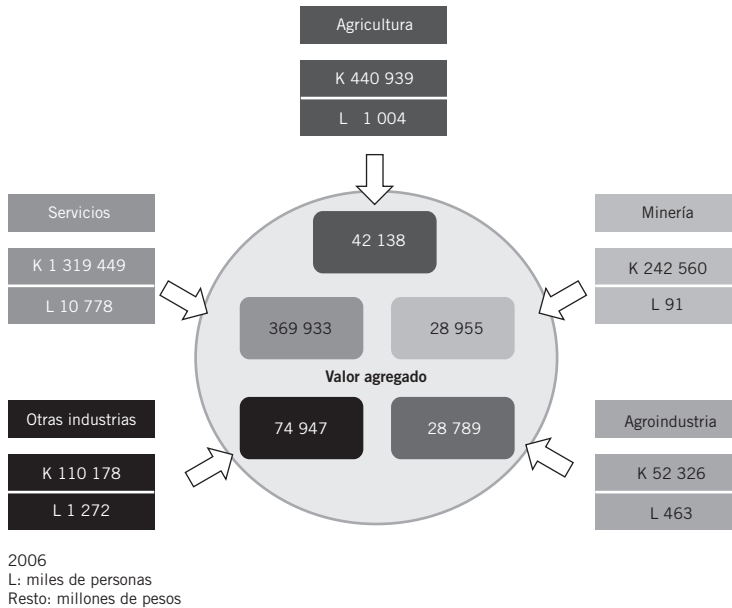 Agricultura
K 440 939
L 1 004
Servicios
K 1 319 449
L 10 778
Minería
K 242 560
L 91
42 138
369 933
28 955
Valor agregado
74 947
28 789
Otras industrias
K 110 178
L 1 272
Agroindustria
K 52 326
L 463
2006
L: miles de personas
Resto: millones de pesos